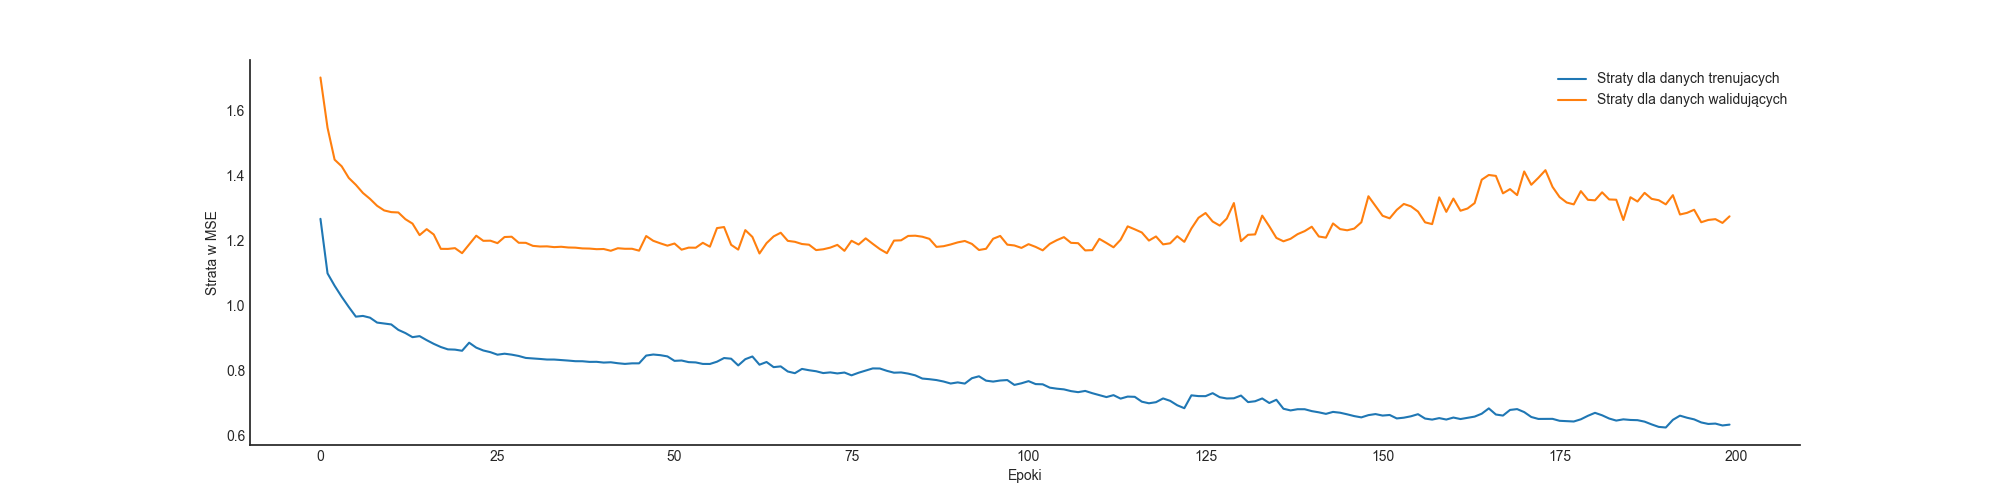 Straty dla danych trenujacych
Straty dla danych walidujących
1.6
1.4
1.2
1.0
0.8
0.6
Strata w MSE
0 25 50 75 100 125 150 175 200
Epoki